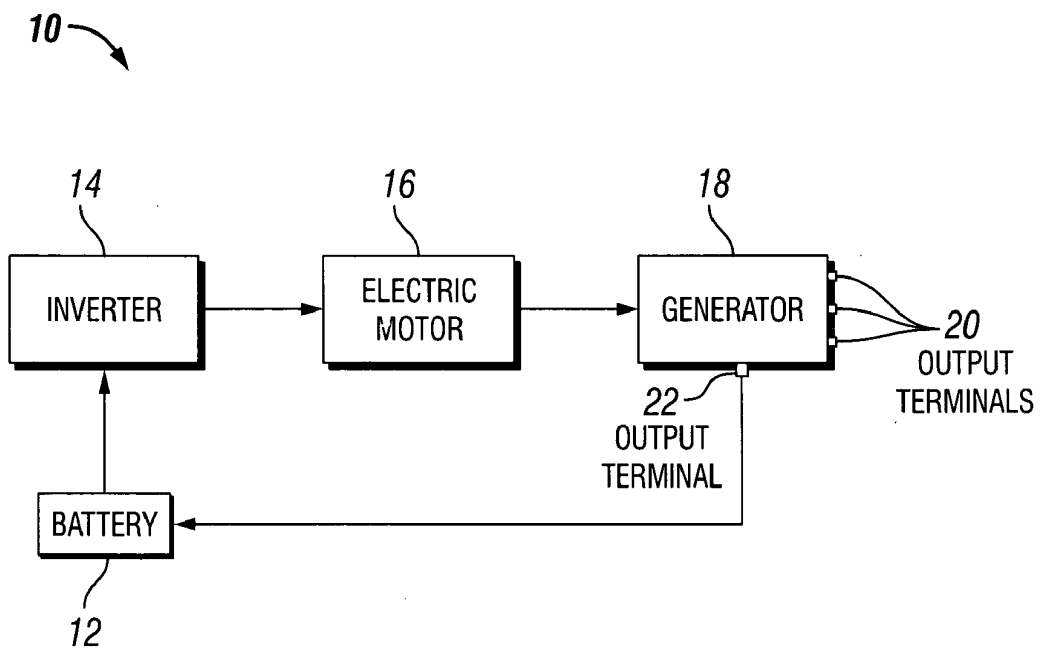 10
14
16
18
INVERTER
ELECTRIC
MOTOR
GENERATOR
20
OUTPUT
TERMINALS
22
OUTPUT
TERMINAL
BATTERY
12